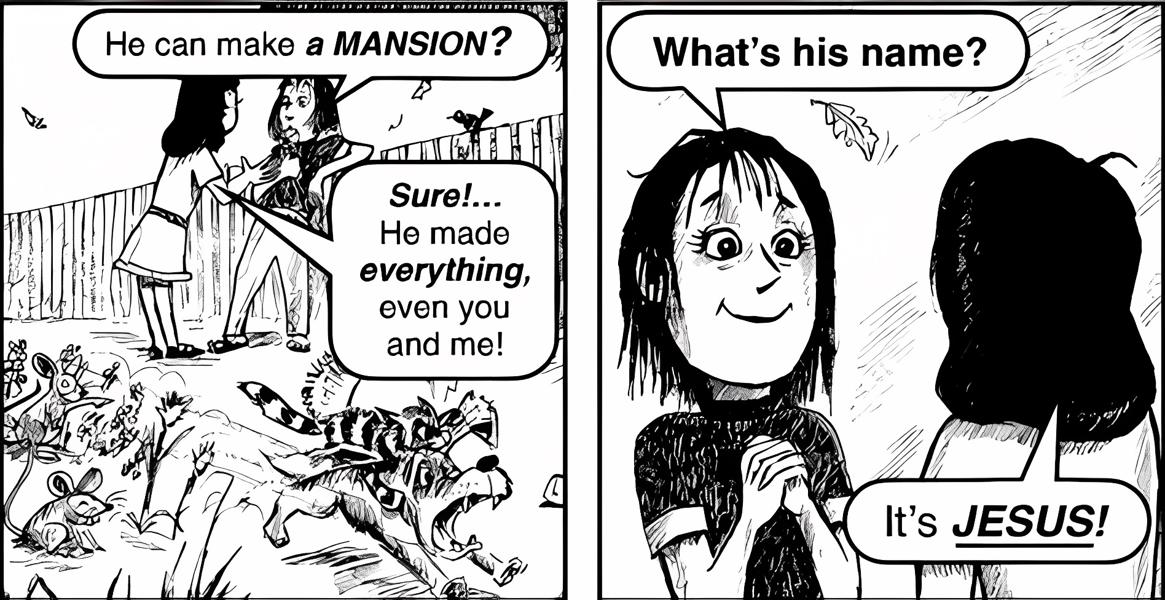 He can make a MANSION?
Sure!...
He made
everything,
even you
and me!
What's his name?
It's JESUS!